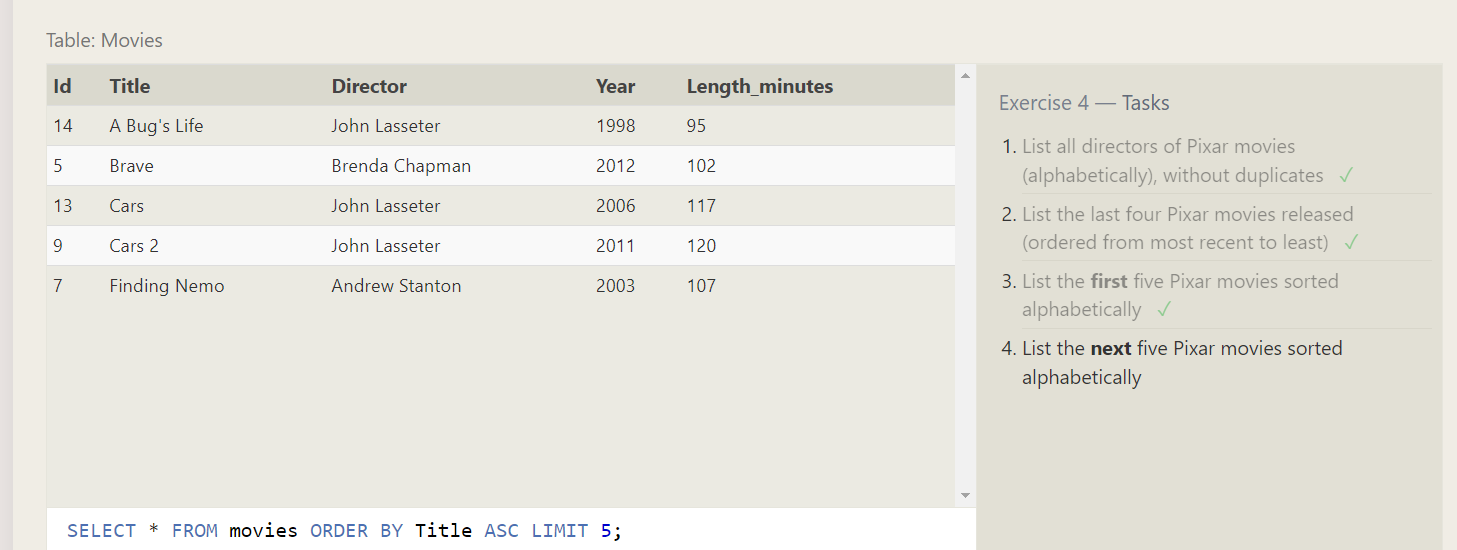 Table: Movies
Id Title Director Year Length_minutes
14 A Bug's Life John Lasseter 1998 95
5 Brave Brenda Chapman 2012 102
13 Cars John Lasseter 2006 117
9 Cars 2 John Lasseter 2011 120
7 Finding Nemo Andrew Stanton 2003 107
SELECT * FROM movies ORDER BY Title ASC LIMIT 5;
Exercise 4 — Tasks
1. List all directors of Pixar movies
(alphabetically), without duplicates ✓
2. List the last four Pixar movies released
(ordered from most recent to least) ✓
3. List the first five Pixar movies sorted
alphabetically ✓
4. List the next five Pixar movies sorted
alphabetically